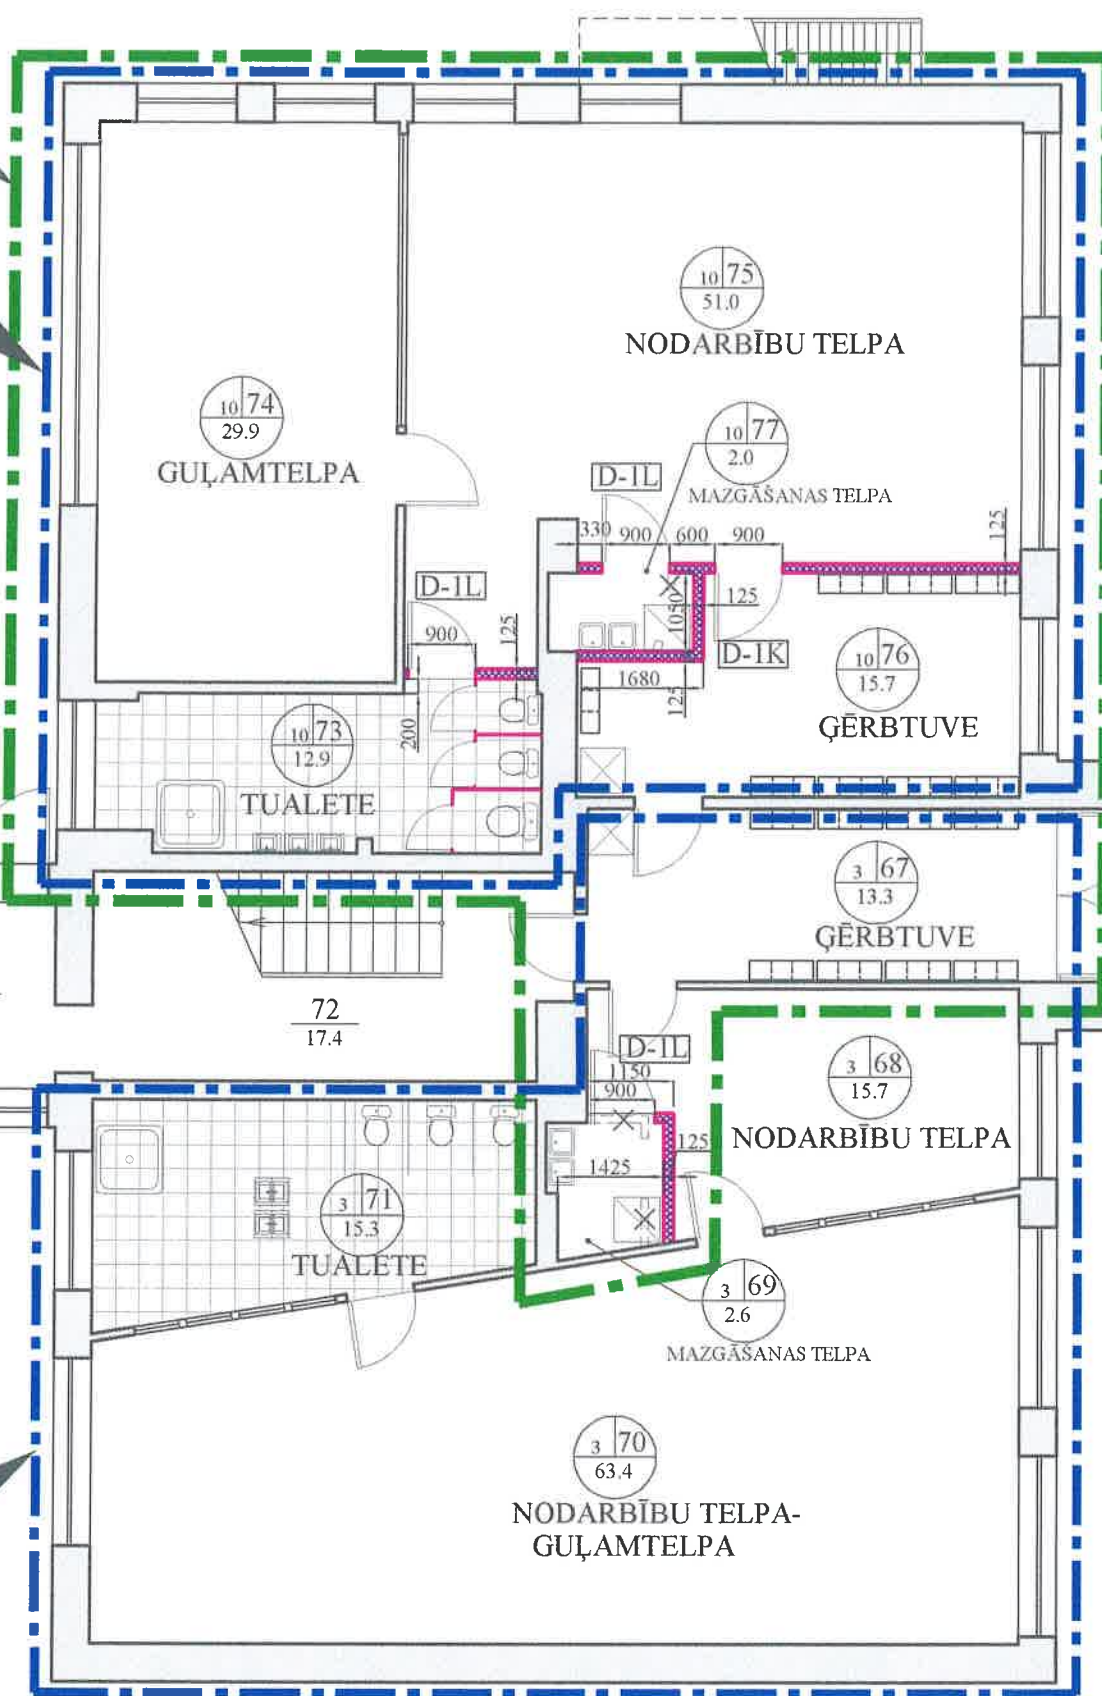 10 75
51.0
NODARBĪBU TELPA
10 74
29.9
GUĻAMTELPA
10 77
2.0
MAZGĀŠANAS TELPA
D-1L
330 900 600 900 125
D-1L
900 125
1050 125
D-1K
1680 125
10 76
15.7
ĢĒRBTUVE
200
10 73
12.9
TUALETE
3 67
13.3
ĢĒRBTUVE
72
17.4
D-1L
1150
900
3 68
15.7
NODARBĪBU TELPA
125
1425
3 71
15.3
TUALETE
3 69
2.6
MAZGĀŠANAS TELPA
3 70
63.4
NODARBĪBU TELPA-
GUĻAMTELPA